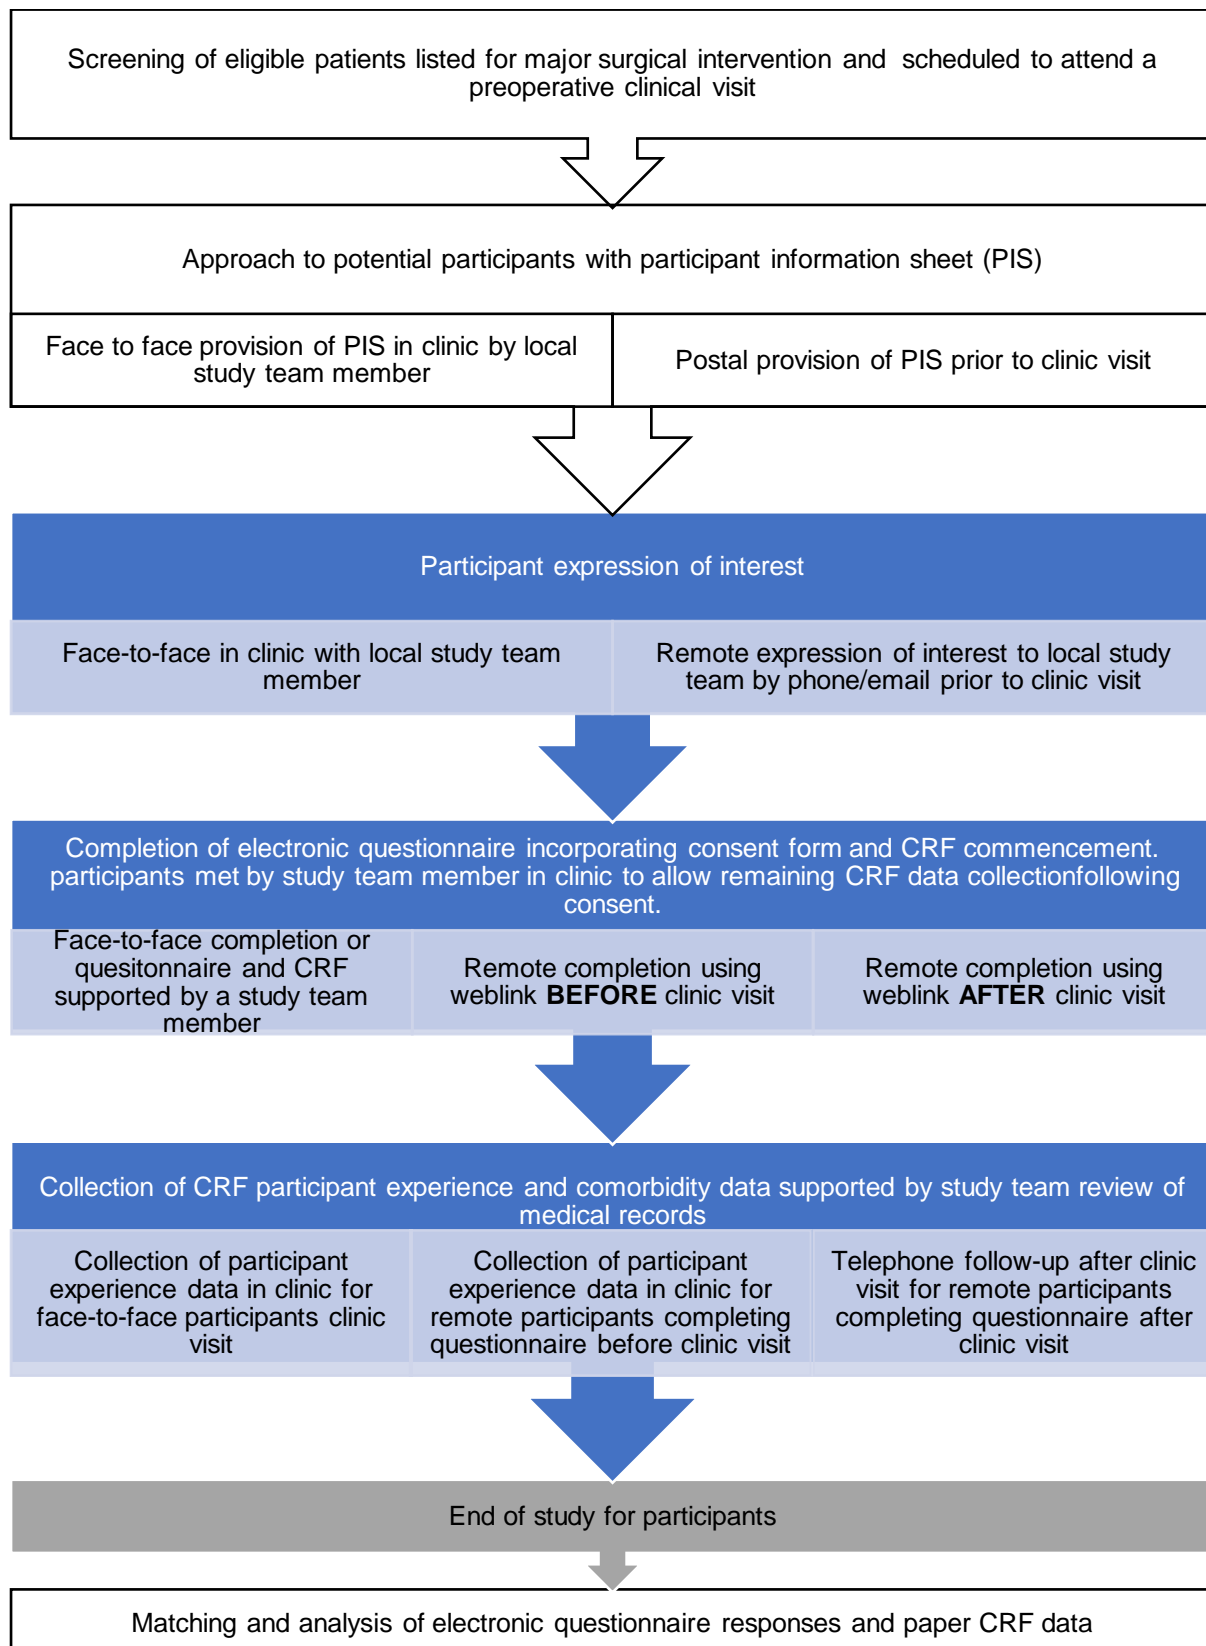 Screening of eligible patients listed for major surgical intervention and scheduled to attend a
preoperative clinical visit
Approach to potential participants with participant information sheet (PIS)
Face to face provision of PIS in clinic by local
study team member
Postal provision of PIS prior to clinic visit
Participant expression of interest
Face-to-face in clinic with local study team
member
Remote expression of interest to local study
team by phone/email prior to clinic visit
Completion of electronic questionnaire incorporating consent form and CRF commencement.
participants met by study team member in clinic to allow remaining CRF data collectionfollowing
consent.
Face-to-face completion or
quesitonnaire and CRF
supported by a study team
member
Remote completion using
weblink BEFORE clinic visit
Remote completion using
weblink AFTER clinic visit
Collection of CRF participant experience and comorbidity data supported by study team review of
medical records
Collection of participant
experience data in clinic for
face-to-face participants clinic
visit
Collection of participant
experience data in clinic for
remote participants completing
questionnaire before clinic visit
Telephone follow-up after clinic
visit for remote participants
completing questionnaire after
clinic visit
End of study for participants
Matching and analysis of electronic questionnaire responses and paper CRF data